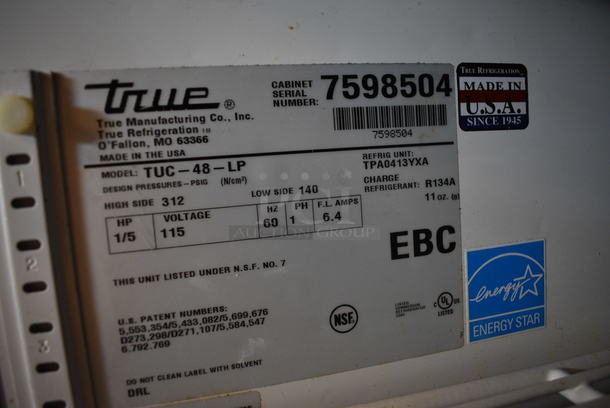 true ®
True Manufacturing Co., Inc.
True Refrigeration TM
O'Fallon, MO 63366
MADE IN THE USA
CABINET SERIAL NUMBER: 7598504
7598504
TRUE REFRIGERATION
MADE IN
U.S.A.
SINCE 1945
MODEL: TUC-48-LP
REFRIG UNIT: TPA0413YXA
DESIGN PRESSURES-PSIG (N/cm²)
HIGH SIDE 312 LOW SIDE 140
CHARGE REFRIGERANT: R134A
11 oz.
HP VOLTAGE HZ PH F.L. AMPS
1/5 115 60 1 6.4
AUCTION GROUP
EBC
THIS UNIT LISTED UNDER N.S.F. NO. 7
U.S. PATENT NUMBERS:
5,553,354/5,433,082/5,699,676
D273,298/D271,107/5,584,547
6.792.769
NSF
C UL US
LISTED
energy
ENERGY STAR
DO NOT CLEAN LABEL WITH SOLVENT
DRL
1
2
3